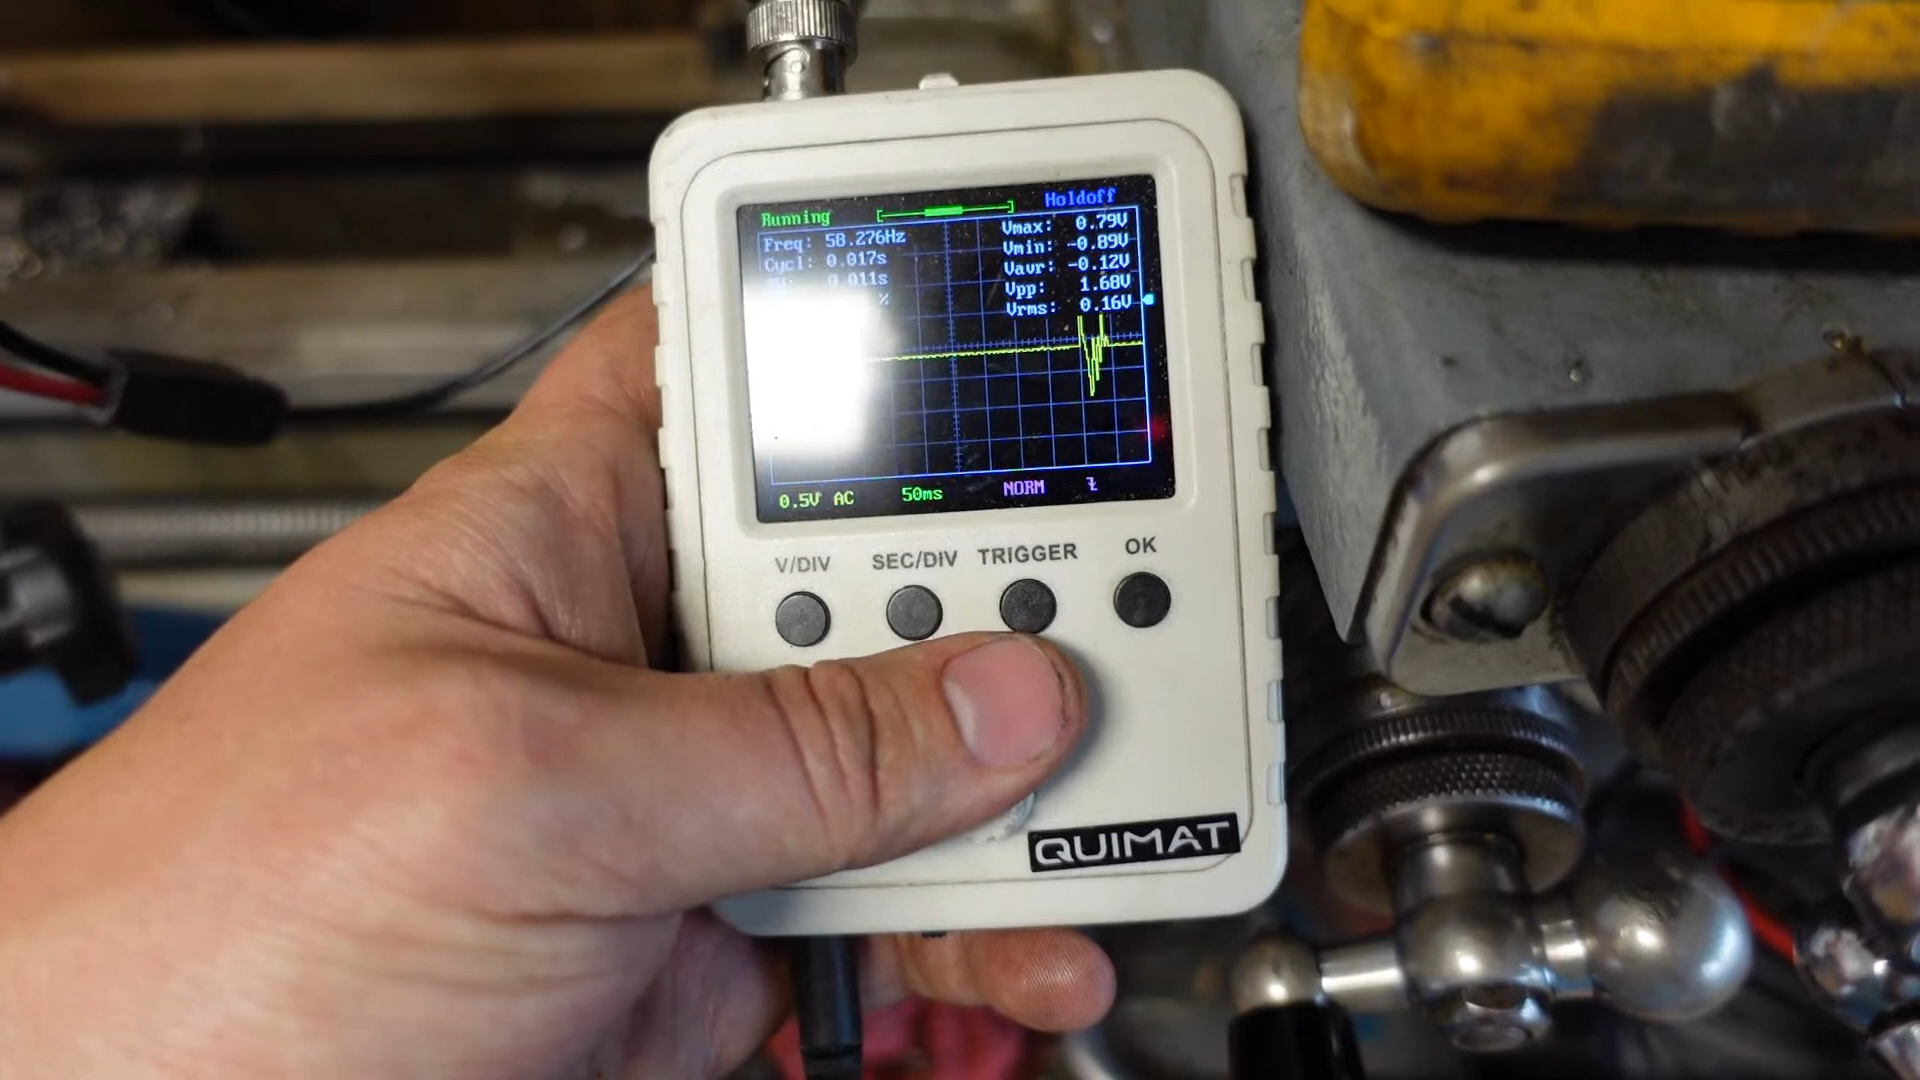 Running Holdoff
Freq: 58.276Hz Vmax: 0.79V
Cycl: 0.017s Vmin: -0.89V
0.011s Vavr: -0.12V
% Vpp: 1.68V
Vrms: 0.16V
0.5V AC 50ms NORM
V/DIV SEC/DIV TRIGGER OK
QUIMAT